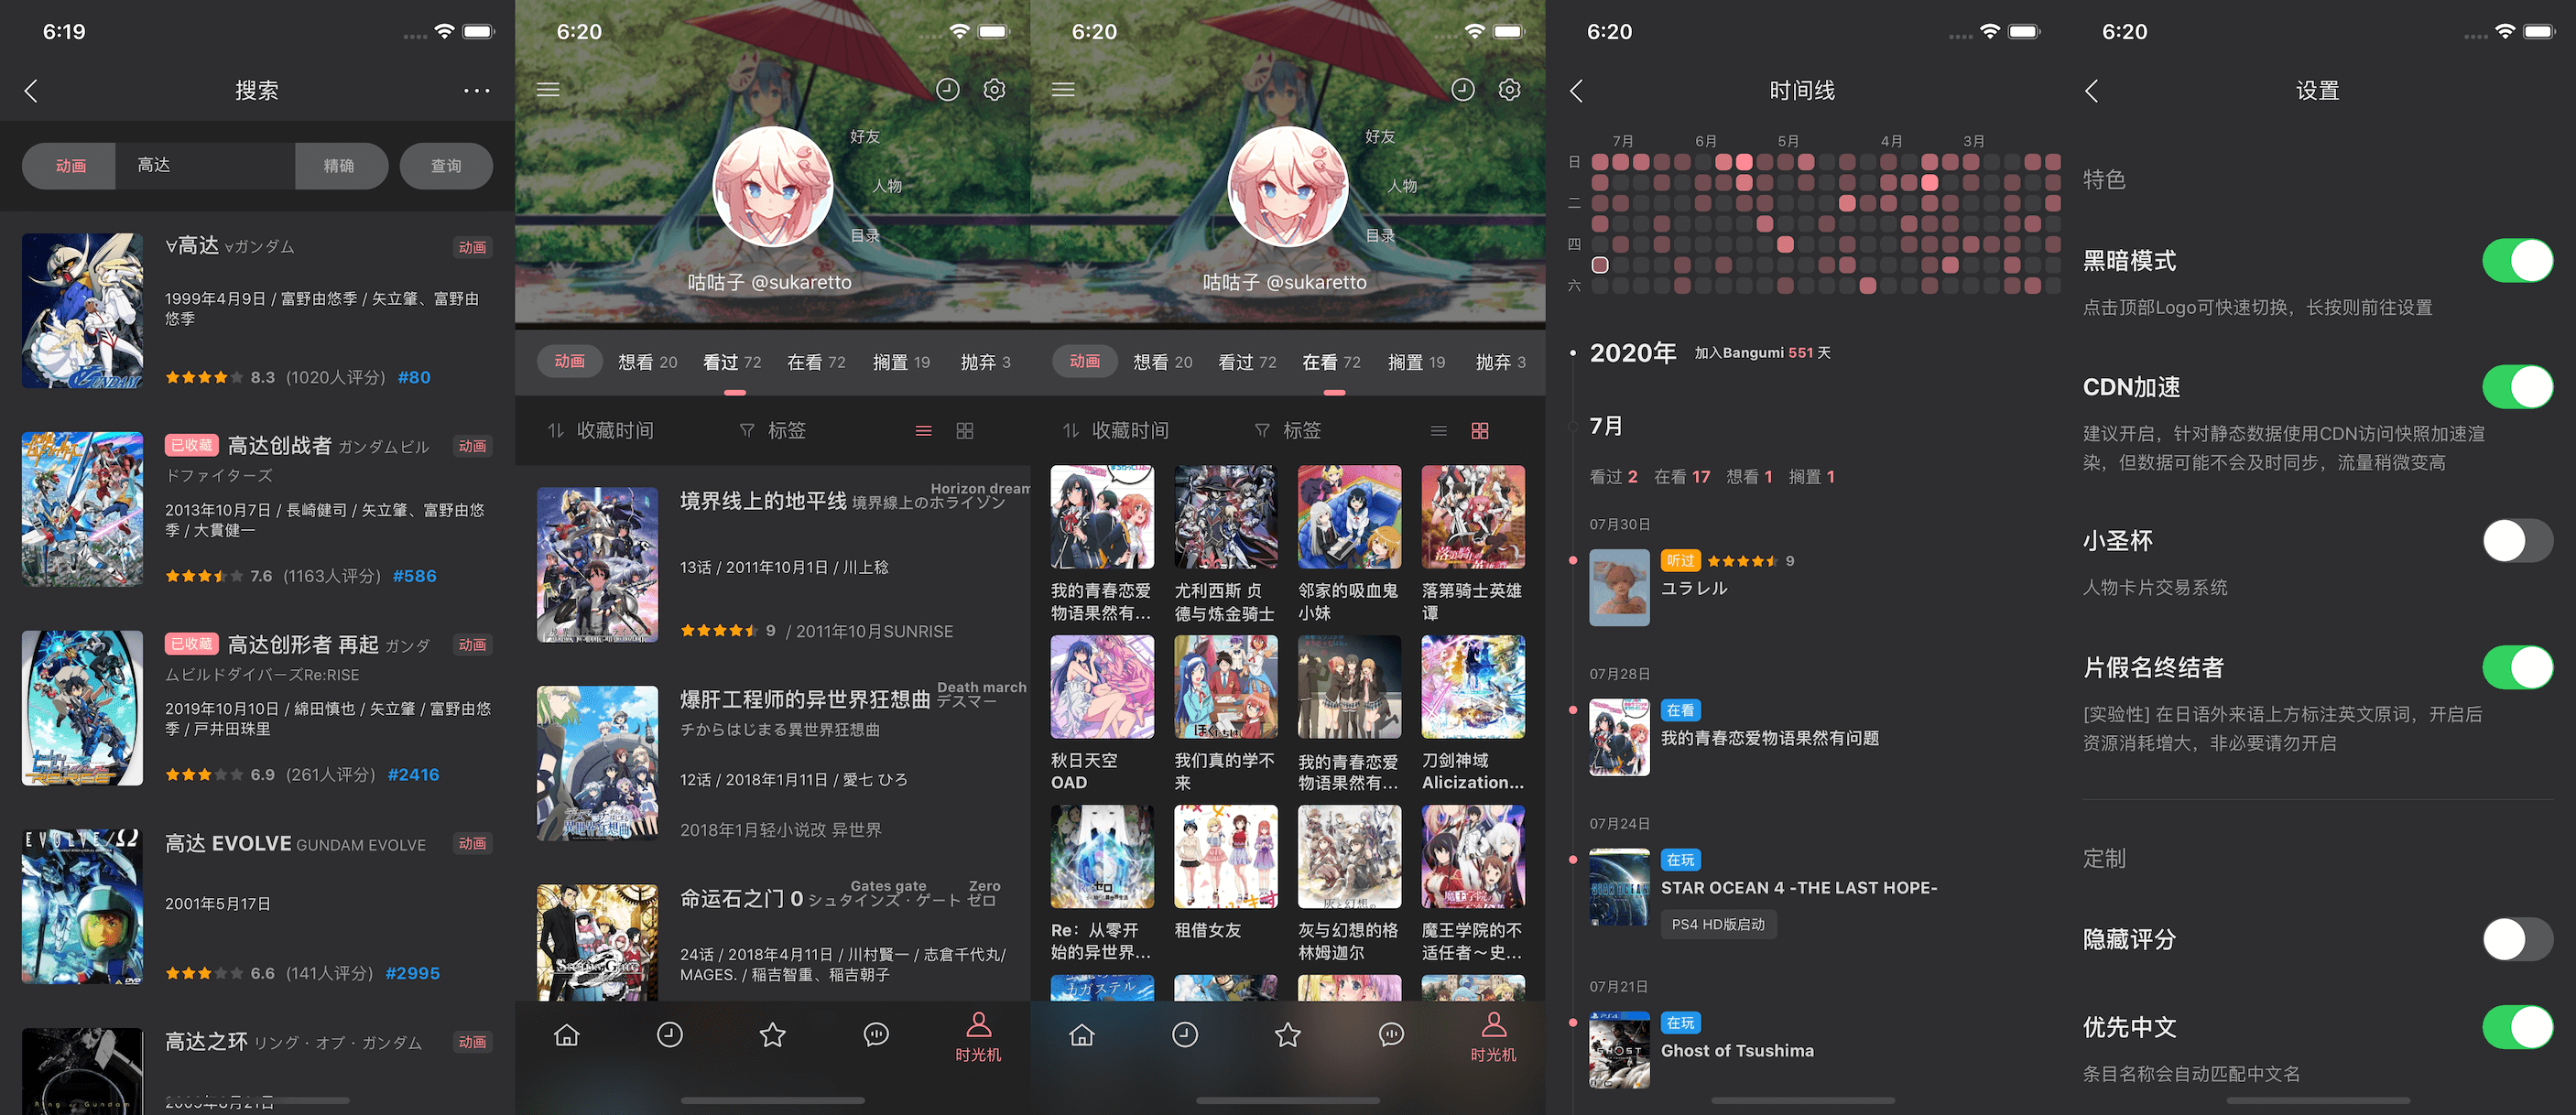 6:19
搜索
动画
高达
精确
查询
∀高达 ∀ガンダム
动画
1999年4月9日 / 富野由悠季 / 矢立肇、富野由
悠季
8.3 (1020人评分) #80
已收藏 高达创战者 ガンダムビル
ドファイターズ
动画
2013年10月7日 / 長崎健司 / 矢立肇、富野由悠
季 / 大貫健一
7.6 (1163人评分) #586
已收藏 高达创形者 再起 ガンダ
ムビルドダイバーズRe:RISE
动画
2019年10月10日 / 綿田慎也 / 矢立肇 / 富野由悠
季 / 戸井田珠里
6.9 (261人评分) #2416
高达 EVOLVE GUNDAM EVOLVE
动画
2001年5月17日
6.6 (141人评分) #2995
高达之环 リング・オブ・ガンダム
动画
6:20
好友
人物
目录
咕咕子 @sukaretto
动画
想看 20
看过 72
在看 72
搁置 19
抛弃 3
收藏时间
标签
Horizon dream
境界线上的地平线 境界線上のホライゾン
13话 / 2011年10月1日 / 川上稔
9 / 2011年10月SUNRISE
Death march
爆肝工程师的异世界狂想曲 デスマー
チからはじまる異世界狂想曲
12话 / 2018年1月11日 / 愛七 ひろ
2018年1月轻小说改 异世界
Gates gate Zero
命运石之门 0 シュタインズ・ゲート ゼロ
24话 / 2018年4月11日 / 川村賢一 / 志倉千代丸/
MAGES. / 稲吉智重、稲吉朝子
时光机
6:20
好友
人物
目录
咕咕子 @sukaretto
动画
想看 20
看过 72
在看 72
搁置 19
抛弃 3
收藏时间
标签
我的青春恋爱
物语果然有...
尤利西斯 贞
德与炼金骑士
邻家的吸血鬼
小妹
落第骑士英雄
谭
秋日天空
OAD
我们真的学不
来
我的青春恋爱
物语果然有...
刀剑神域
Alicization...
Re：从零开
始的异世界...
租借女友
灰与幻想的格
林姆迦尔
魔王学院的不
适任者～史...
时光机
6:20
时间线
7月 6月 5月 4月 3月
日
二
四
六
2020年 加入Bangumi 551 天
7月
看过 2 在看 17 想看 1 搁置 1
07月30日
听过 9
ユラレル
07月28日
在看
我的青春恋爱物语果然有问题
07月24日
在玩
STAR OCEAN 4 -THE LAST HOPE-
PS4 HD版启动
07月21日
在玩
Ghost of Tsushima
6:20
设置
特色
黑暗模式
点击顶部Logo可快速切换，长按则前往设置
CDN加速
建议开启，针对静态数据使用CDN访问快照加速渲
染，但数据可能不会及时同步，流量稍微变高
小圣杯
人物卡片交易系统
片假名终结者
[实验性] 在日语外来语上方标注英文原词，开启后
资源消耗增大，非必要请勿开启
定制
隐藏评分
优先中文
条目名称会自动匹配中文名